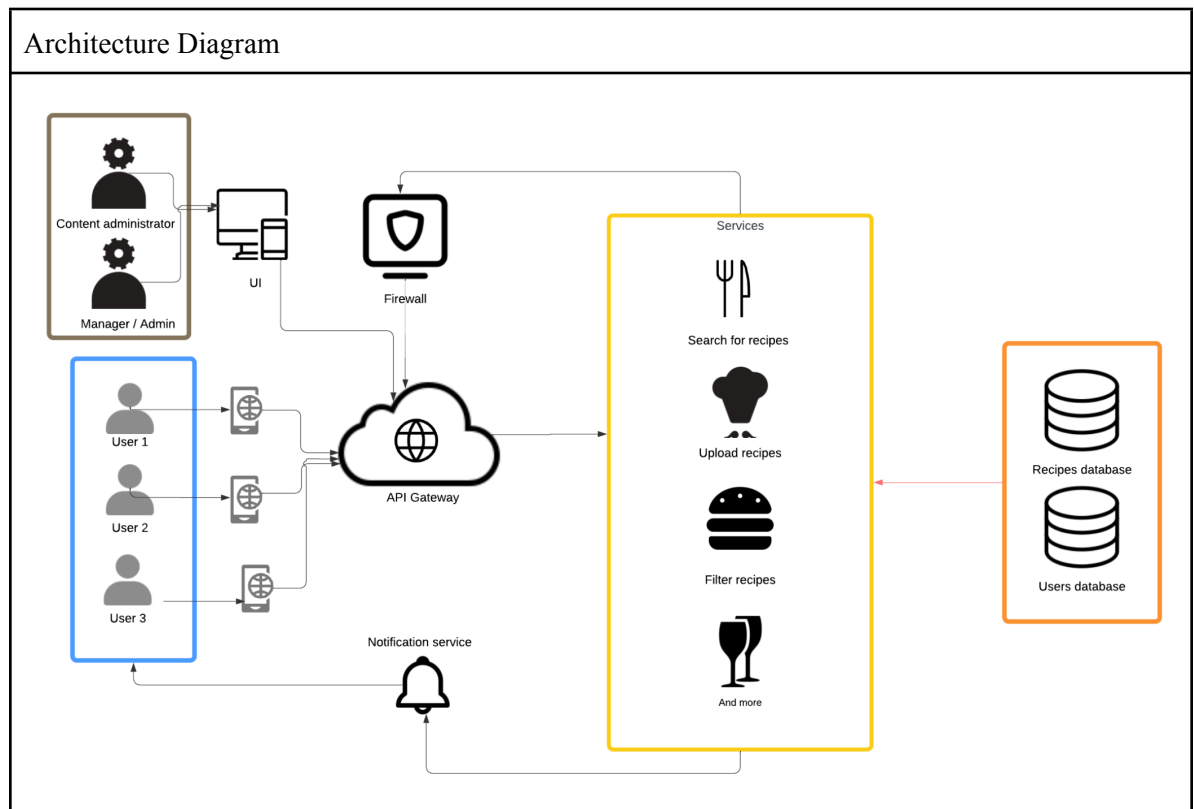 Architecture Diagram
Content administrator
Manager / Admin
UI
Firewall
Services
Search for recipes
Upload recipes
Filter recipes
And more
User 1
User 2
User 3
API Gateway
Notification service
Recipes database
Users database